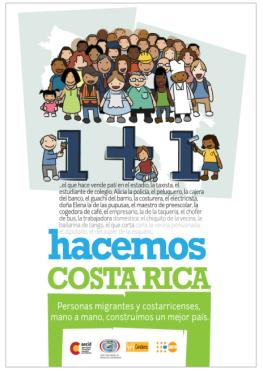 1+1
...el que hace vende pati en el estadio, la taxista, el
estudiante de colegio, Alicia la policía, el peluquero, la cajera
del banco, el guachi del barrio, la costurera, el electricista,
doña Elena la de las pupusas, el maestro de preescolar, la
cogedora de café, el empresario, la de la taquería, el chofer
de bus, la trabajadora doméstica, el chiquito de la vecina, la
bailarina de tango, el que corta
hacemos
COSTA RICA
Personas migrantes y costarricenses,
mano a mano, construimos un mejor país.
aecid